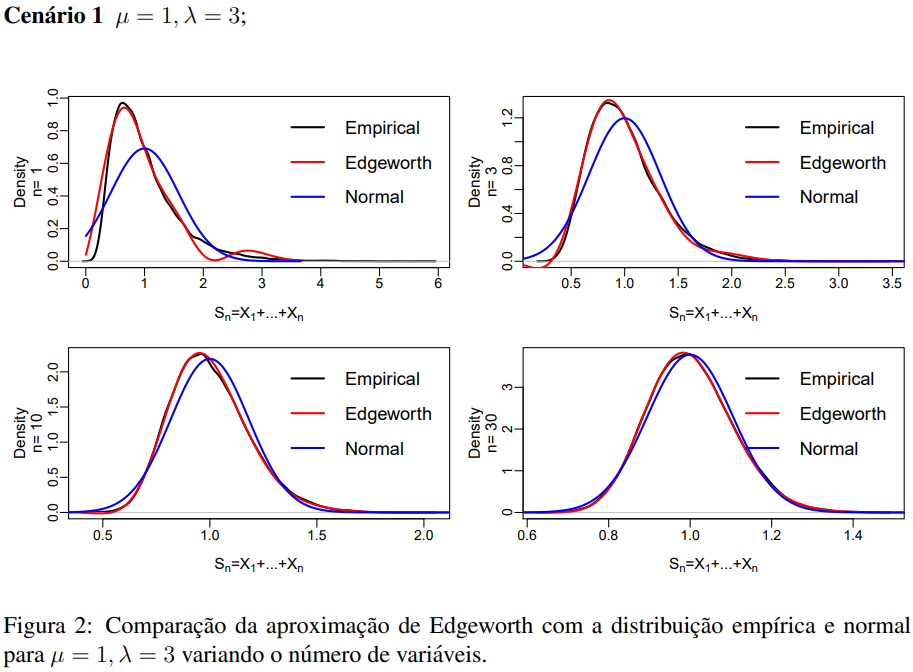 Cenário 1 μ = 1, λ = 3;
Density
n= 1
0.0 0.2 0.4 0.6 0.8 1.0
Empirical
Edgeworth
Normal
0 1 2 3 4 5 6
Sn=X1+...+Xn
Density
n= 3
0.0 0.4 0.8 1.2
Empirical
Edgeworth
Normal
0.5 1.0 1.5 2.0 2.5 3.0 3.5
Sn=X1+...+Xn
Density
n= 10
0.0 0.5 1.0 1.5 2.0
Empirical
Edgeworth
Normal
0.5 1.0 1.5 2.0
Sn=X1+...+Xn
Density
n= 30
0 1 2 3
Empirical
Edgeworth
Normal
0.6 0.8 1.0 1.2 1.4
Sn=X1+...+Xn
Figura 2: Comparação da aproximação de Edgeworth com a distribuição empírica e normal
para μ = 1, λ = 3 variando o número de variáveis.